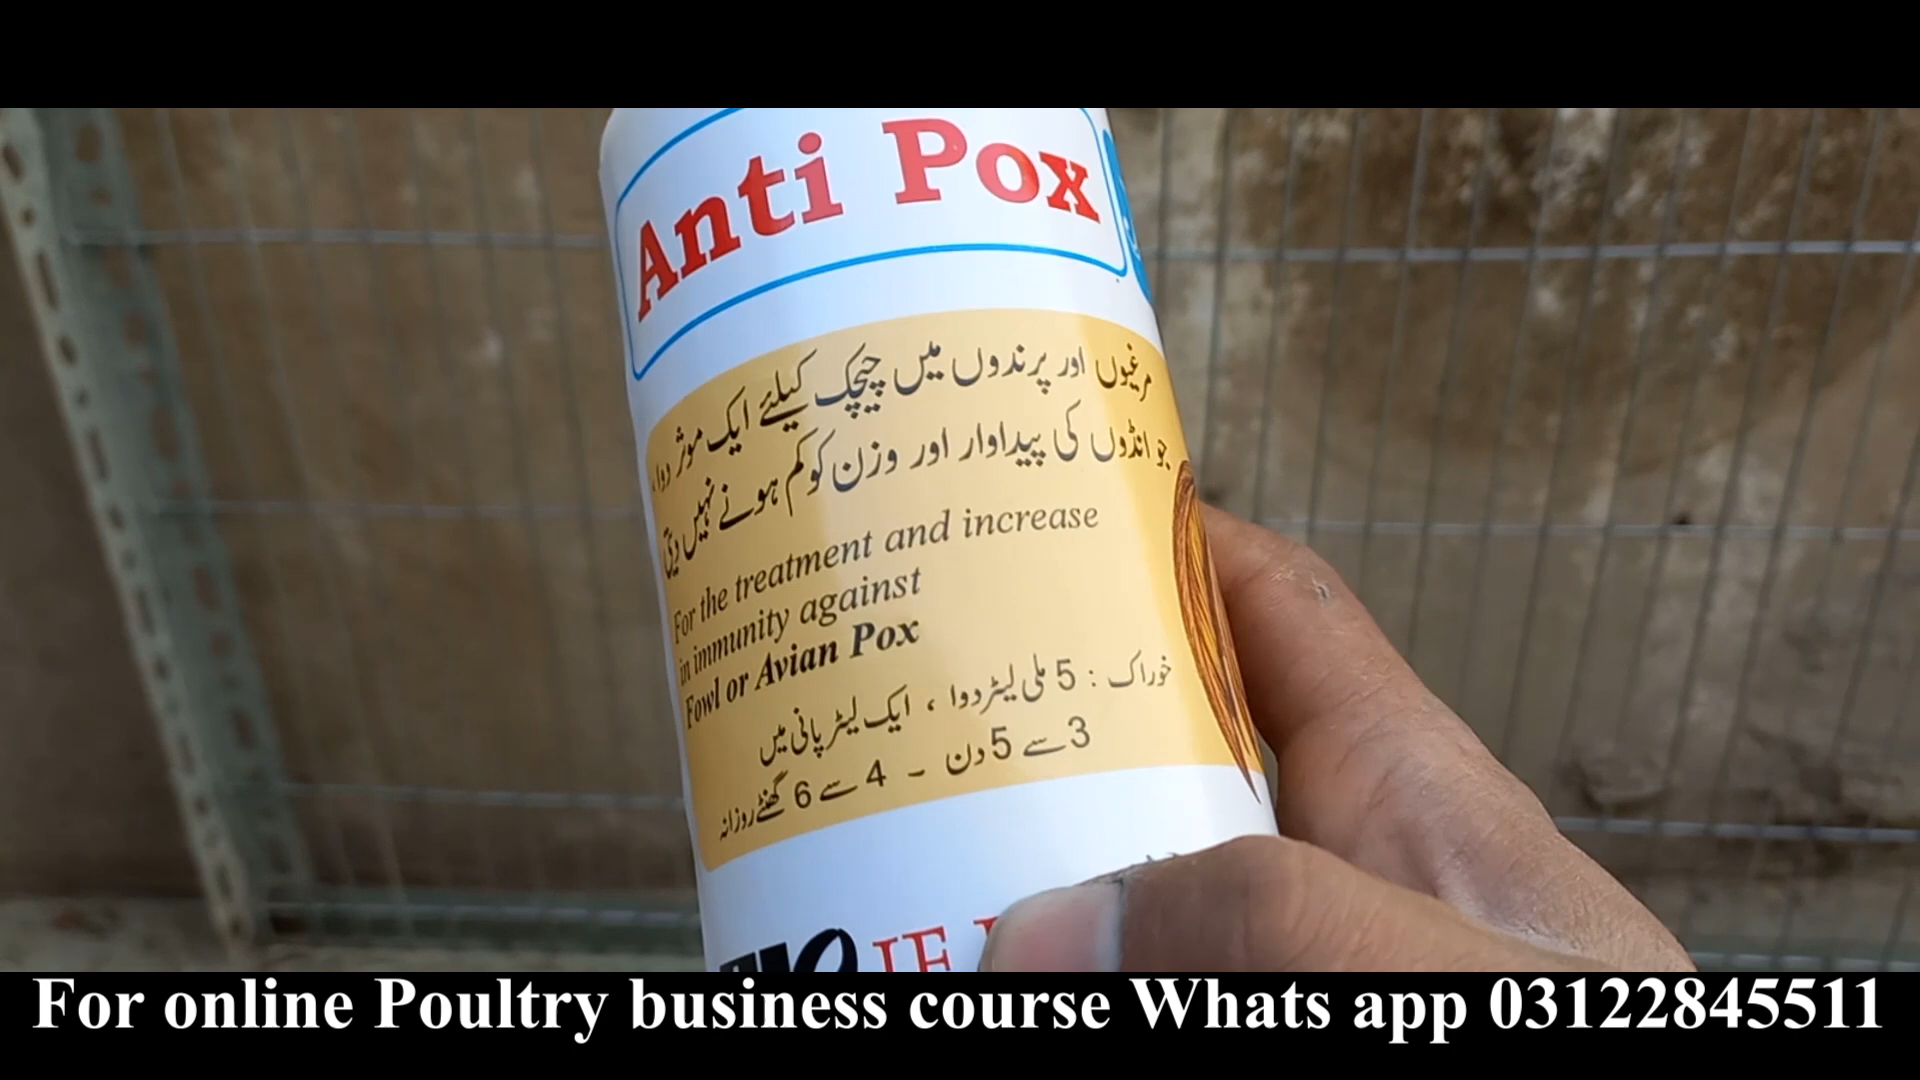 Anti Pox
مرغیوں اور پرندوں میں چیچک کیلئے ایک موثر دوا،
جو انڈوں کی پیداوار اور وزن کو کم ہونے نہیں دیتی
For the treatment and increase
in immunity against
Fowl or Avian Pox
خوراک : 5 ملی لیٹر دوا ، ایک لیٹر پانی میں
3 سے 5 دن - 4 سے 6 گھنٹے روزانہ
For online Poultry business course Whats app 03122845511